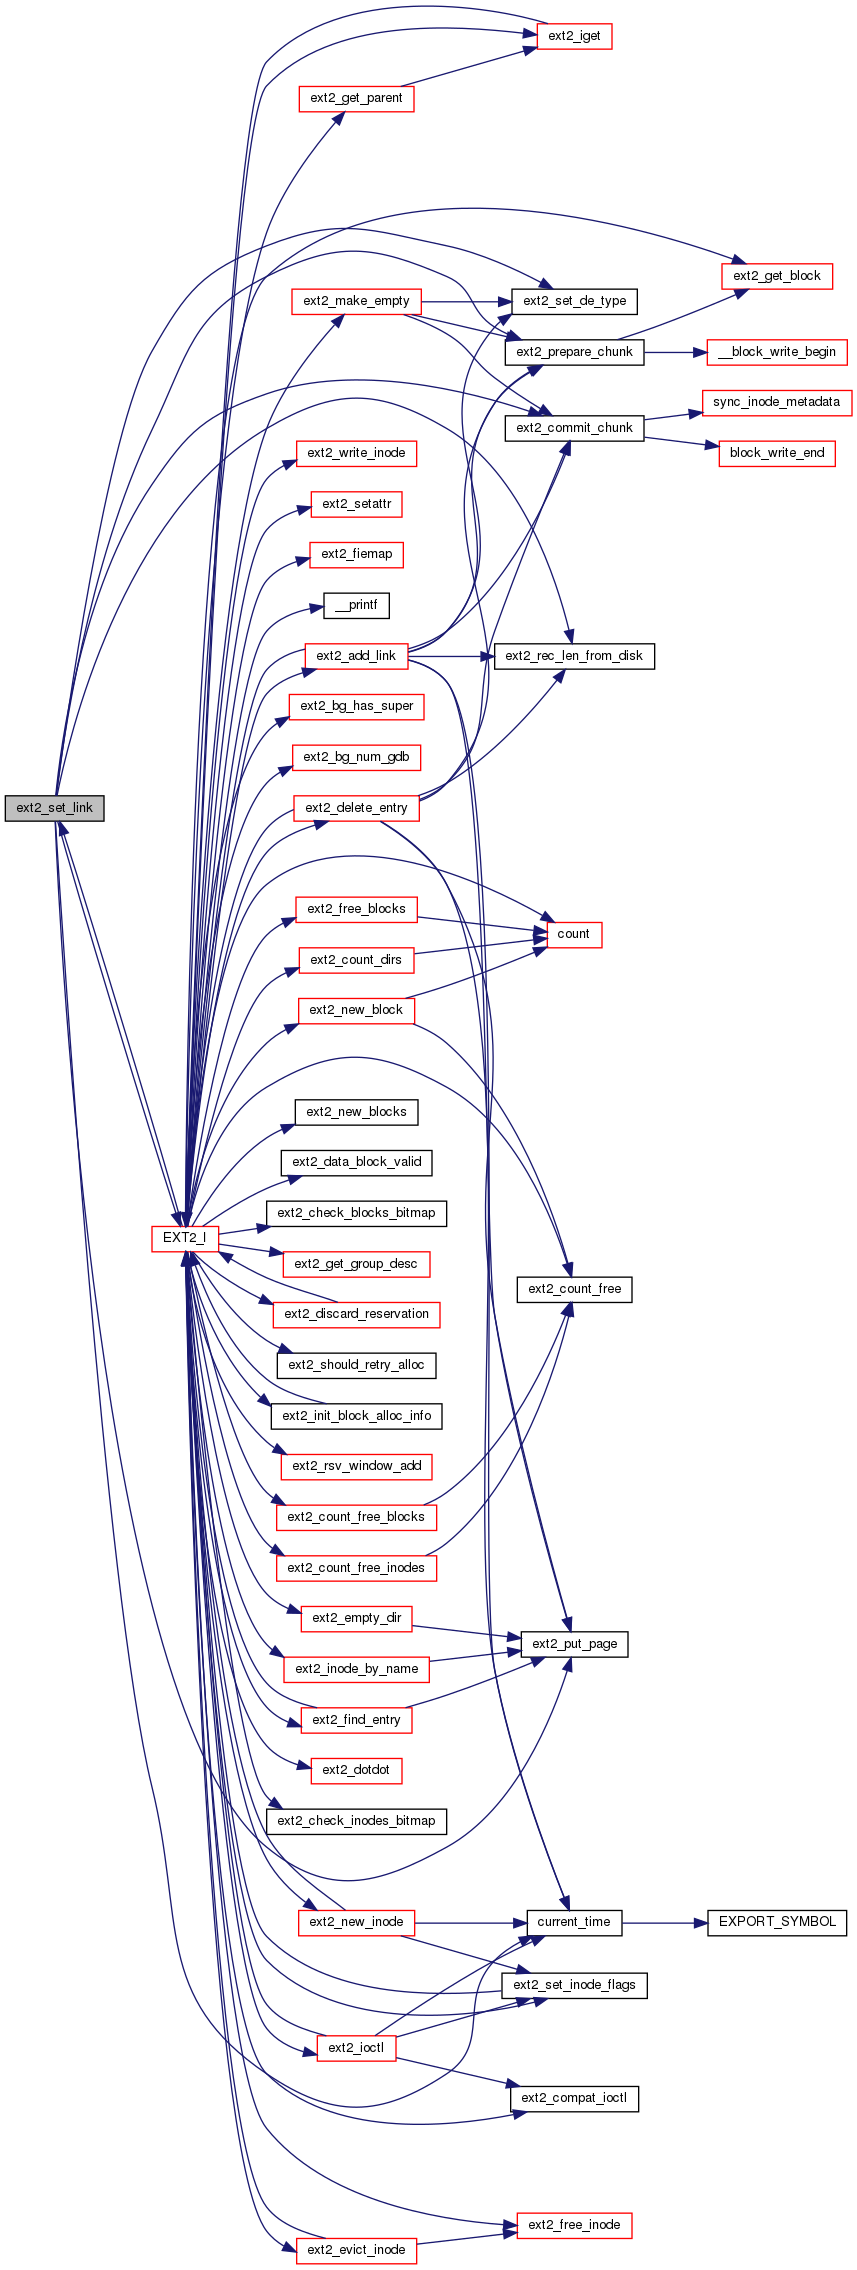 ext2_iget
ext2_get_parent
ext2_get_block
ext2_make_empty
ext2_set_de_type
ext2_prepare_chunk
__block_write_begin
sync_inode_metadata
ext2_commit_chunk
block_write_end
ext2_write_inode
ext2_setattr
ext2_fiemap
__printf
ext2_add_link
ext2_rec_len_from_disk
ext2_bg_has_super
ext2_bg_num_gdb
ext2_set_link
ext2_delete_entry
ext2_free_blocks
count
ext2_count_dirs
ext2_new_block
ext2_new_blocks
ext2_data_block_valid
ext2_check_blocks_bitmap
EXT2_I
ext2_get_group_desc
ext2_count_free
ext2_discard_reservation
ext2_should_retry_alloc
ext2_init_block_alloc_info
ext2_rsv_window_add
ext2_count_free_blocks
ext2_count_free_inodes
ext2_empty_dir
ext2_put_page
ext2_inode_by_name
ext2_find_entry
ext2_dotdot
ext2_check_inodes_bitmap
ext2_new_inode
current_time
EXPORT_SYMBOL
ext2_set_inode_flags
ext2_ioctl
ext2_compat_ioctl
ext2_free_inode
ext2_evict_inode